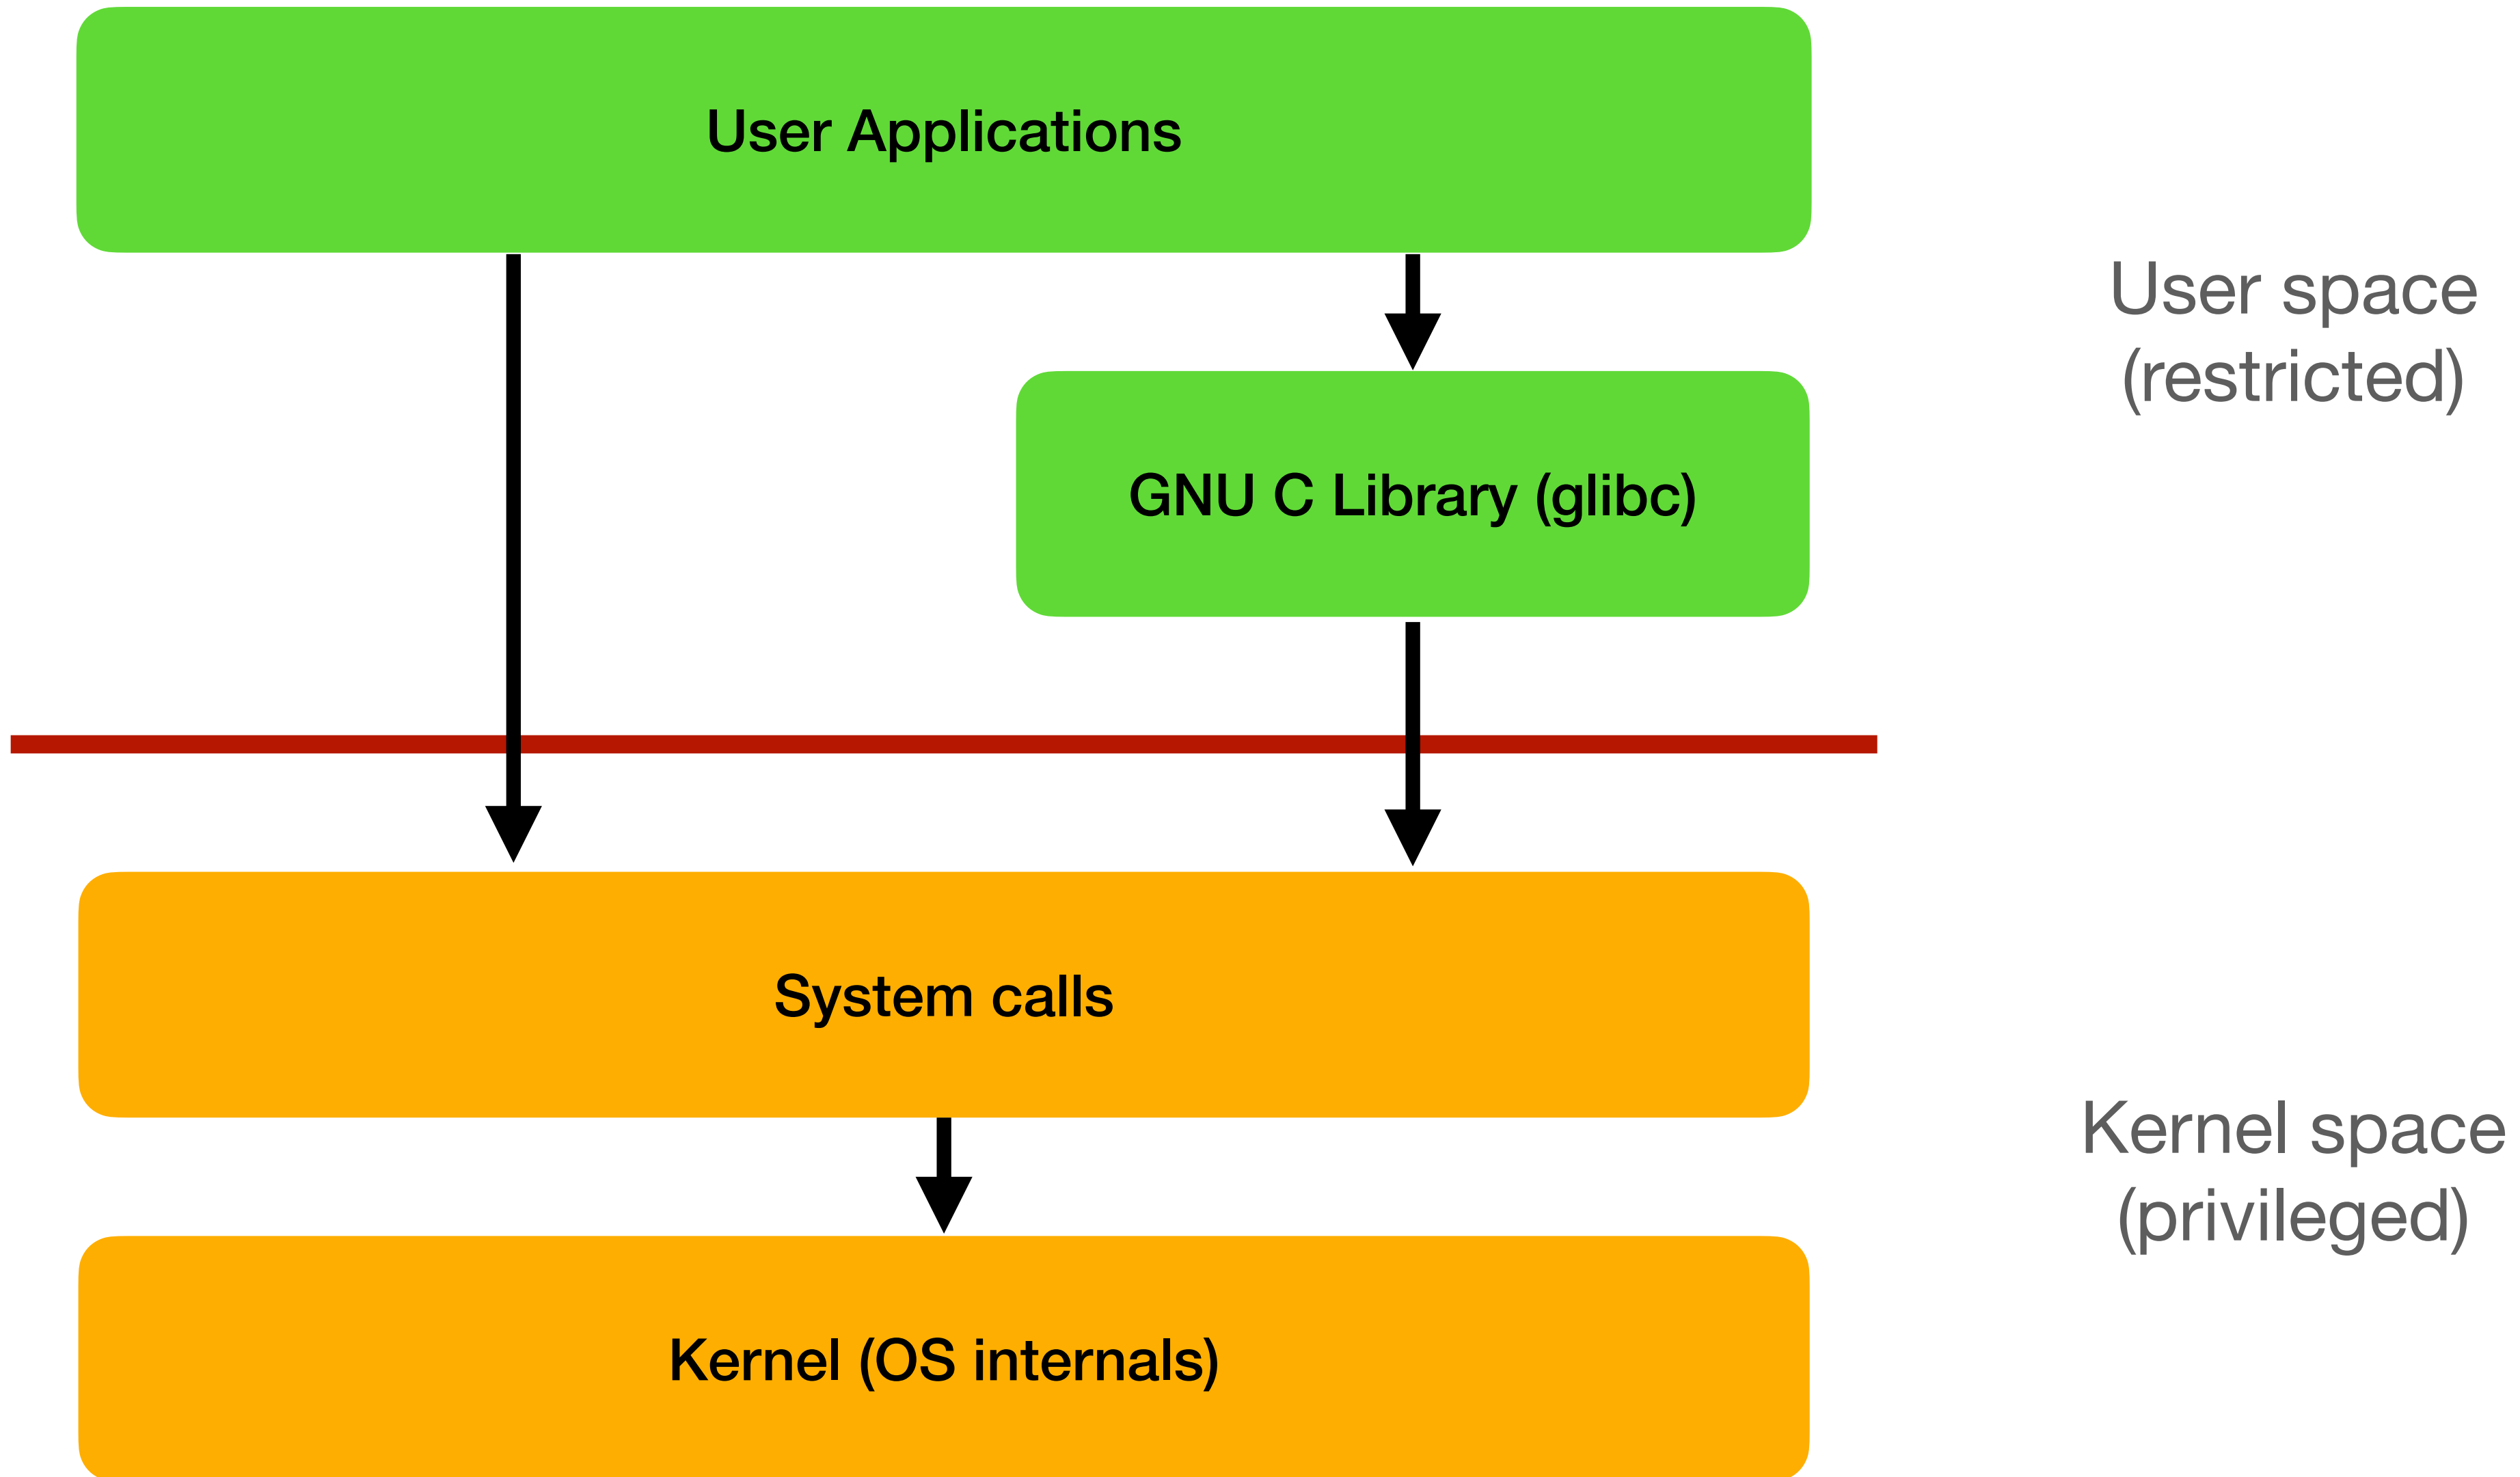 User Applications
User space
(restricted)
GNU C Library (glibc)
System calls
Kernel space
(privileged)
Kernel (OS internals)